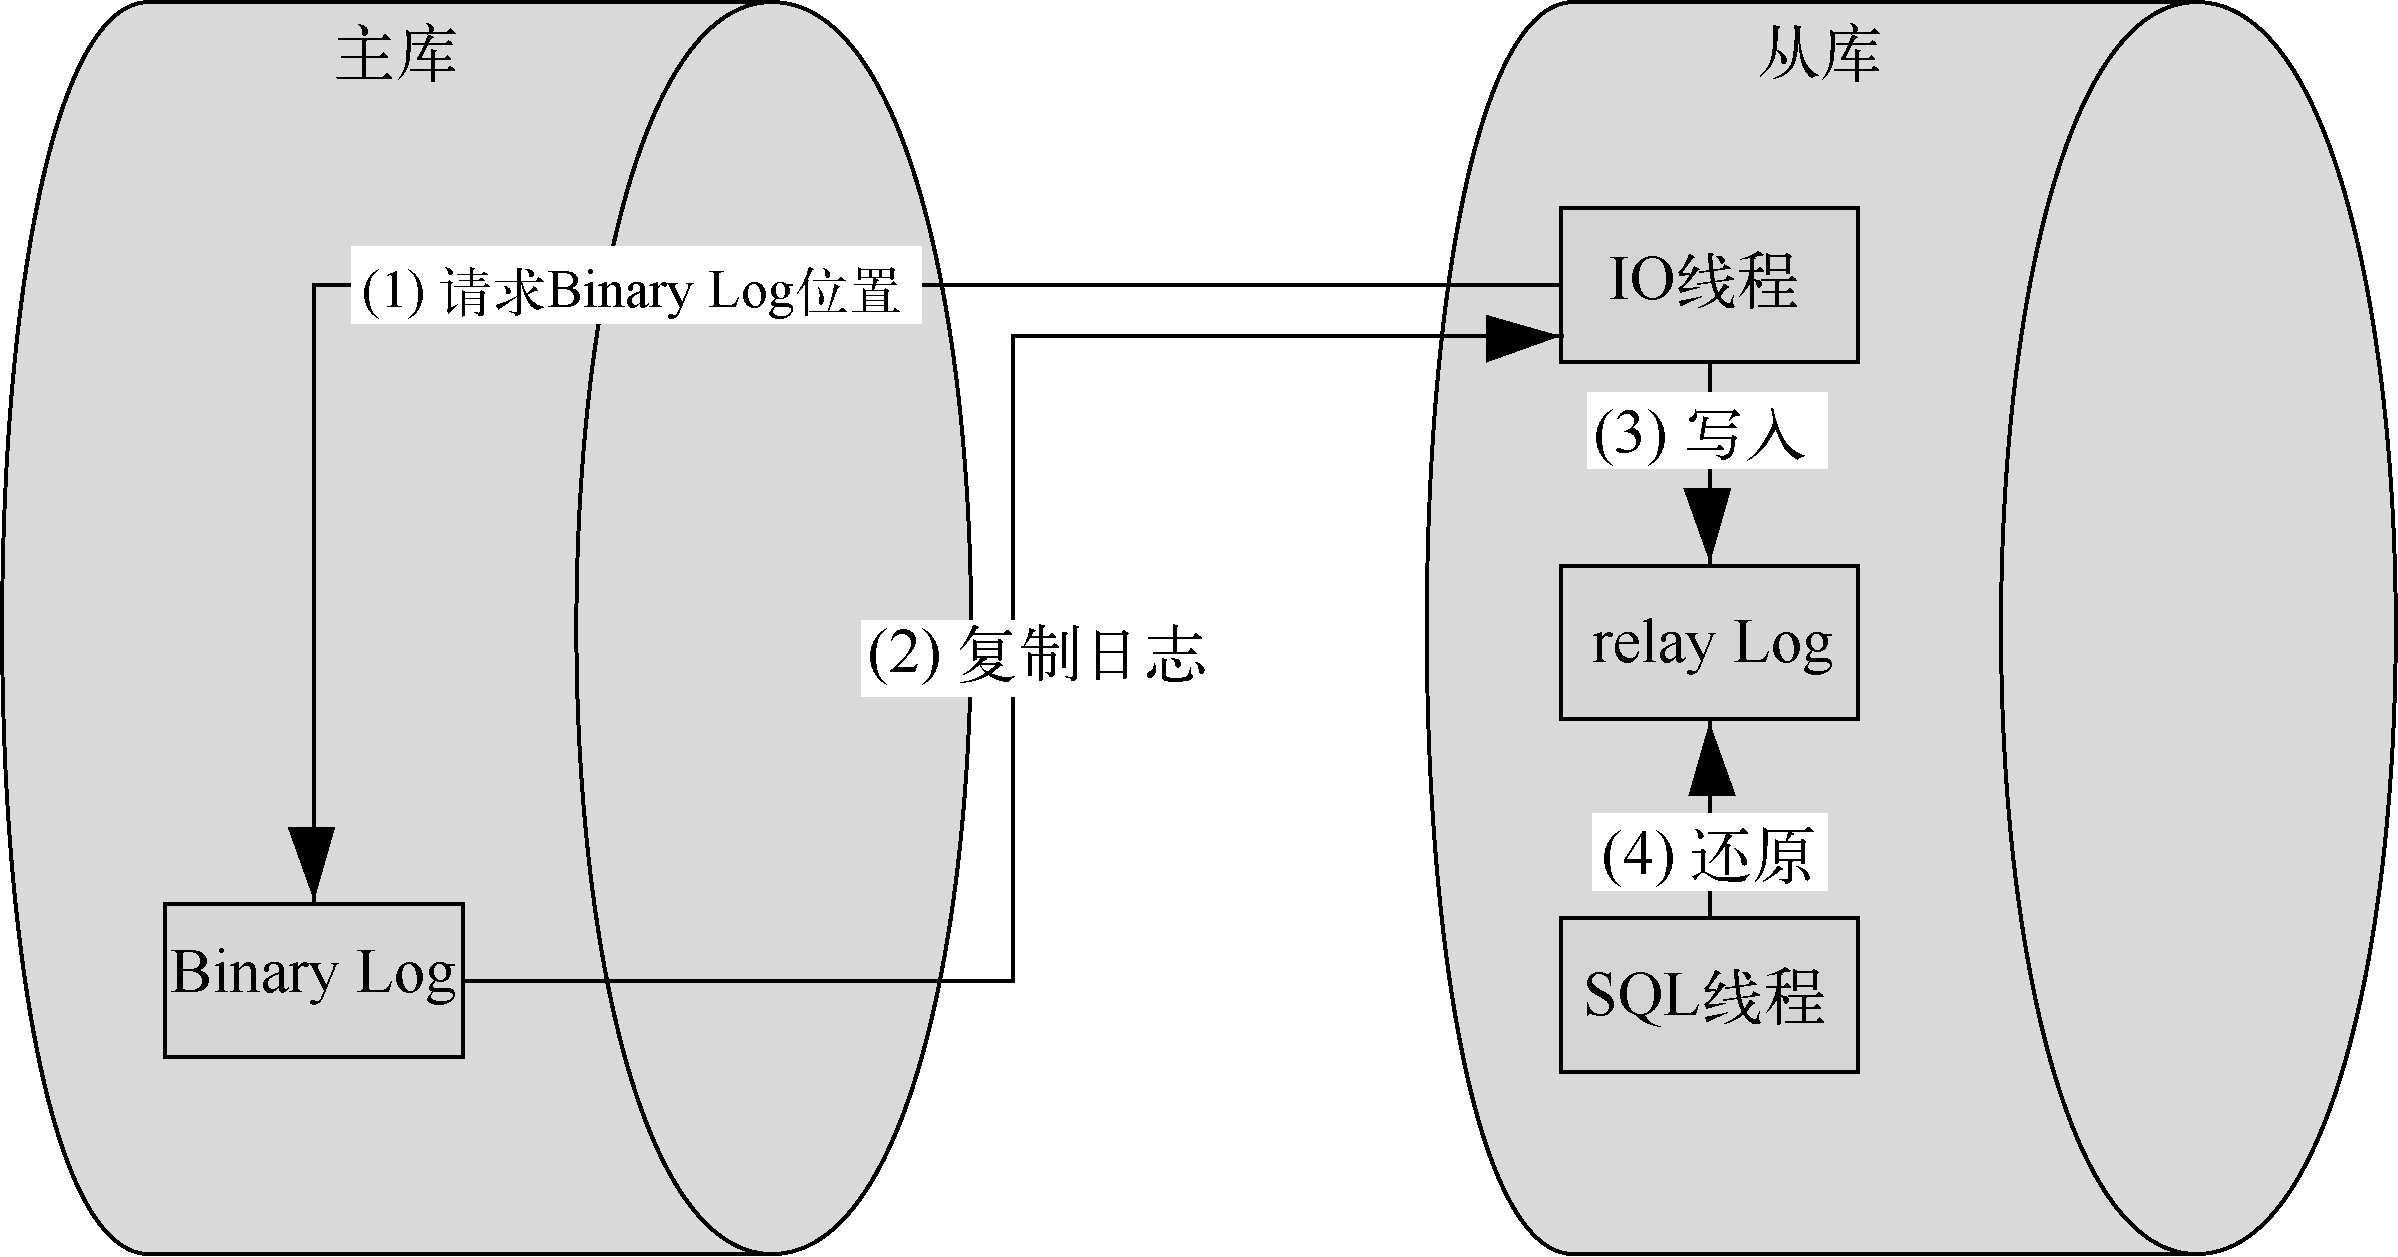 主库
从库
(1) 请求Binary Log位置
IO线程
(3) 写入
(2) 复制日志
relay Log
(4) 还原
Binary Log
SQL线程